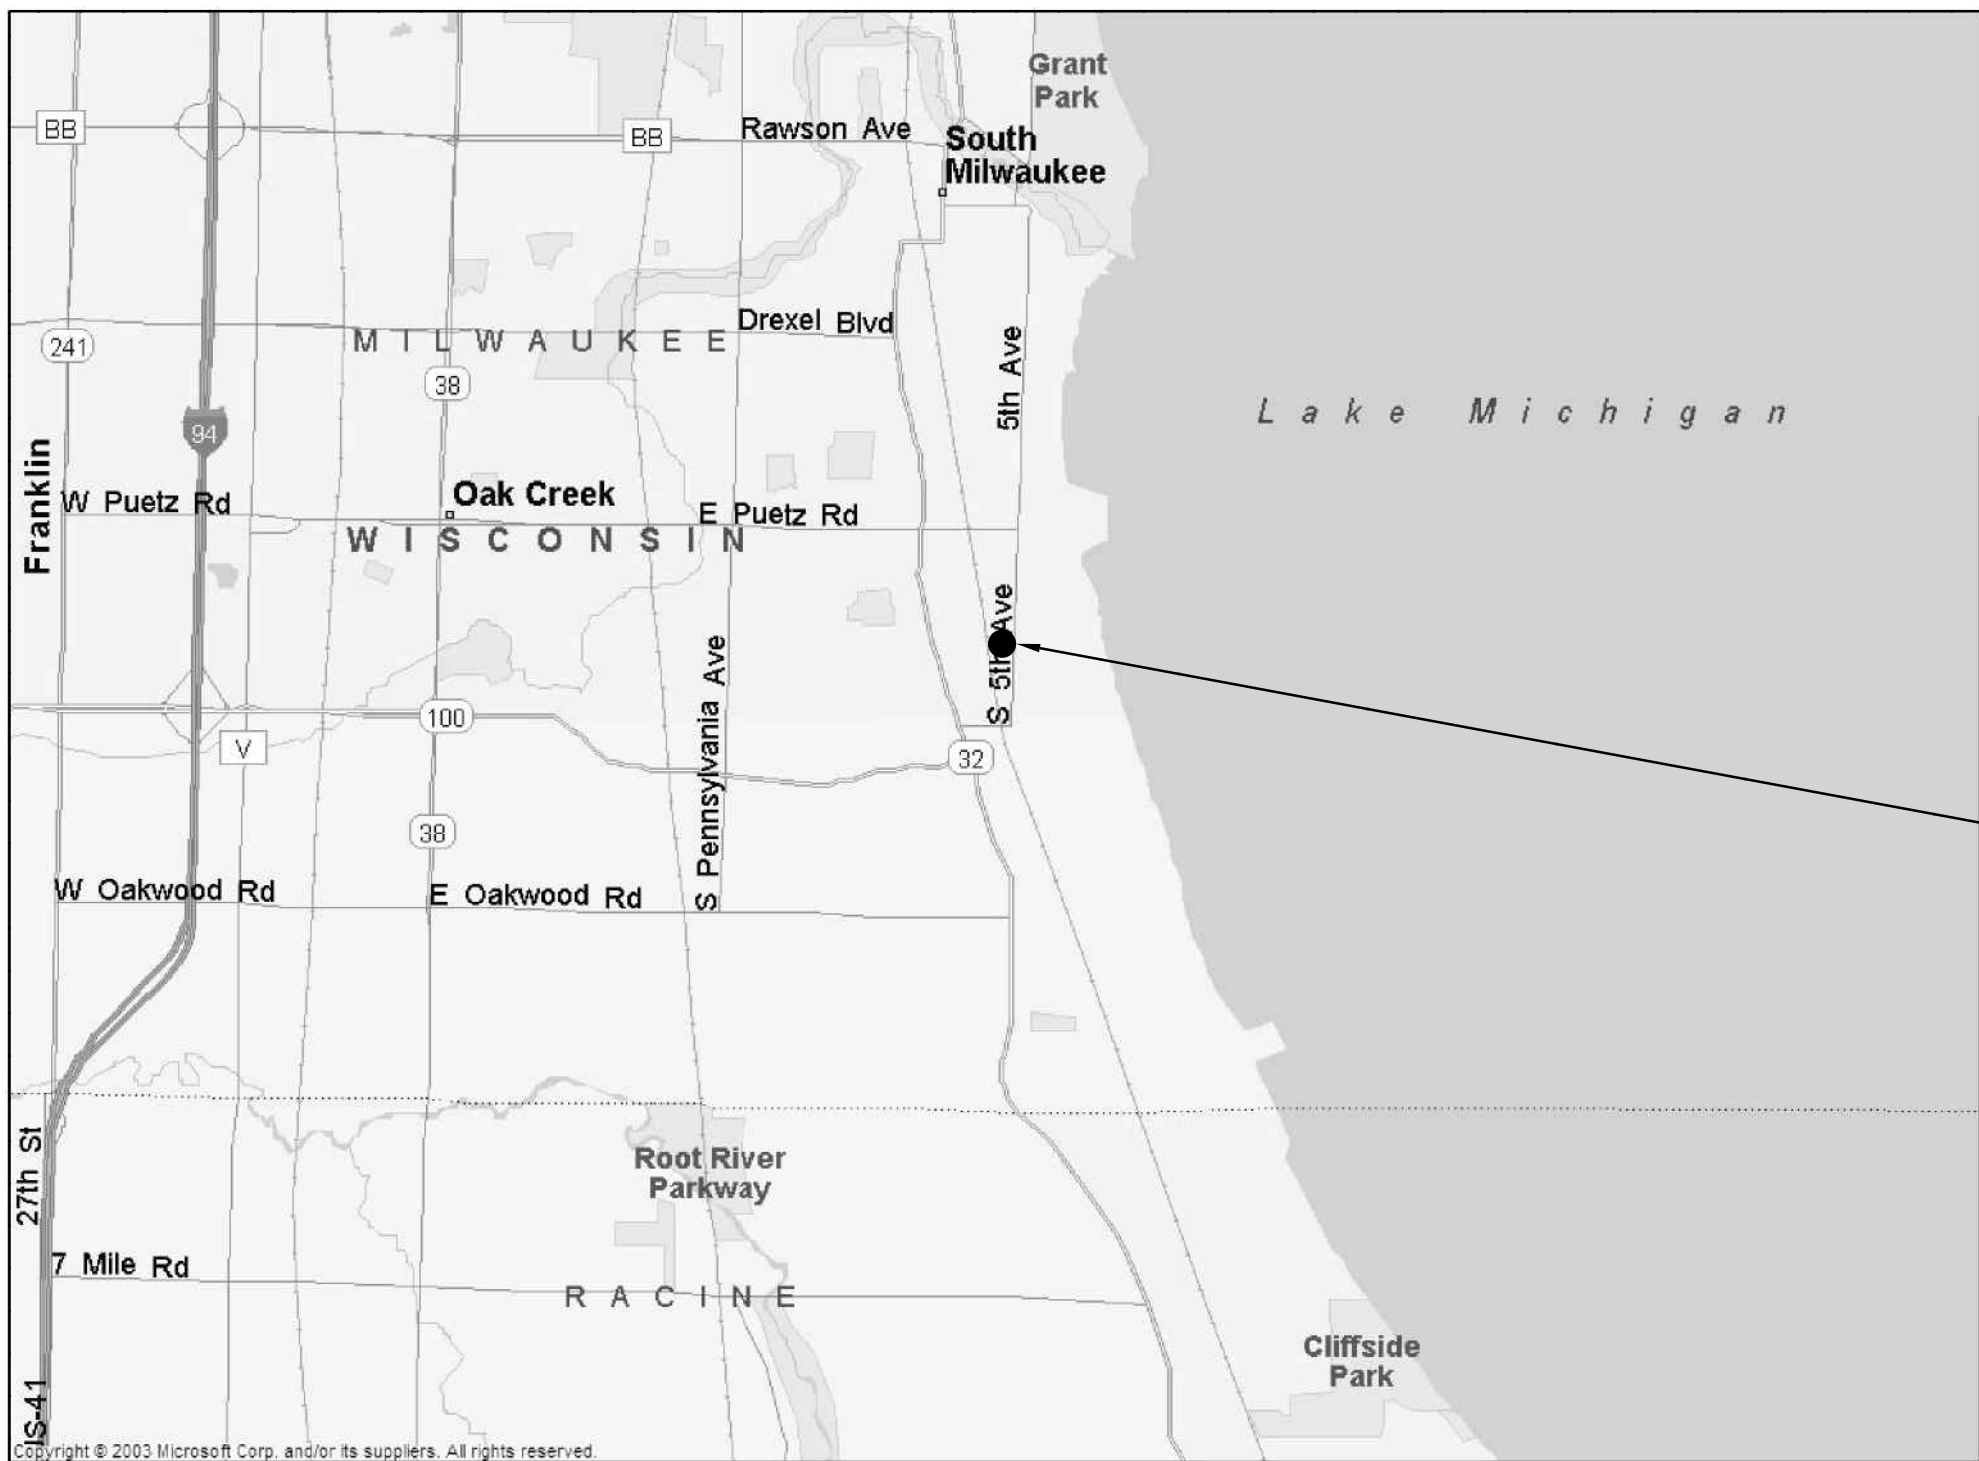 Grant
Park
BB
BB
Rawson Ave
South
Milwaukee
Drexel Blvd
MILWAUKEE
241
38
5th Ave
Lake Michigan
94
Franklin
W Puetz Rd
Oak Creek
E Puetz Rd
WISCONSIN
S 5th Ave
S Pennsylvania Ave
100
V
32
38
W Oakwood Rd
E Oakwood Rd
27th St
Root River
Parkway
7 Mile Rd
RACINE
Cliffside
Park
IS-41
Copyright © 2003 Microsoft Corp. and/or its suppliers. All rights reserved.